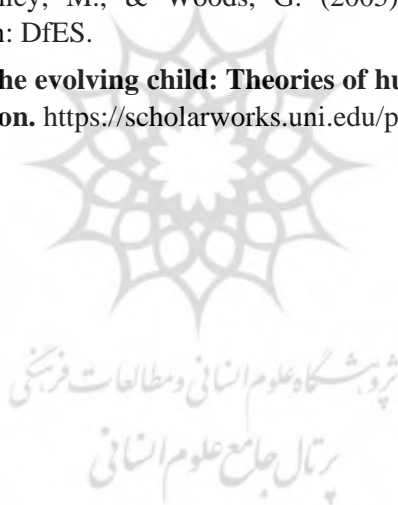 ney, M., & Woods, G. (2005)
n: DfES.
he evolving child: Theories of hu
on. https://scholarworks.uni.edu/p
پژوهشگاه علوم انسانی و مطالعات فرهنگی
پرتال جامع علوم انسانی